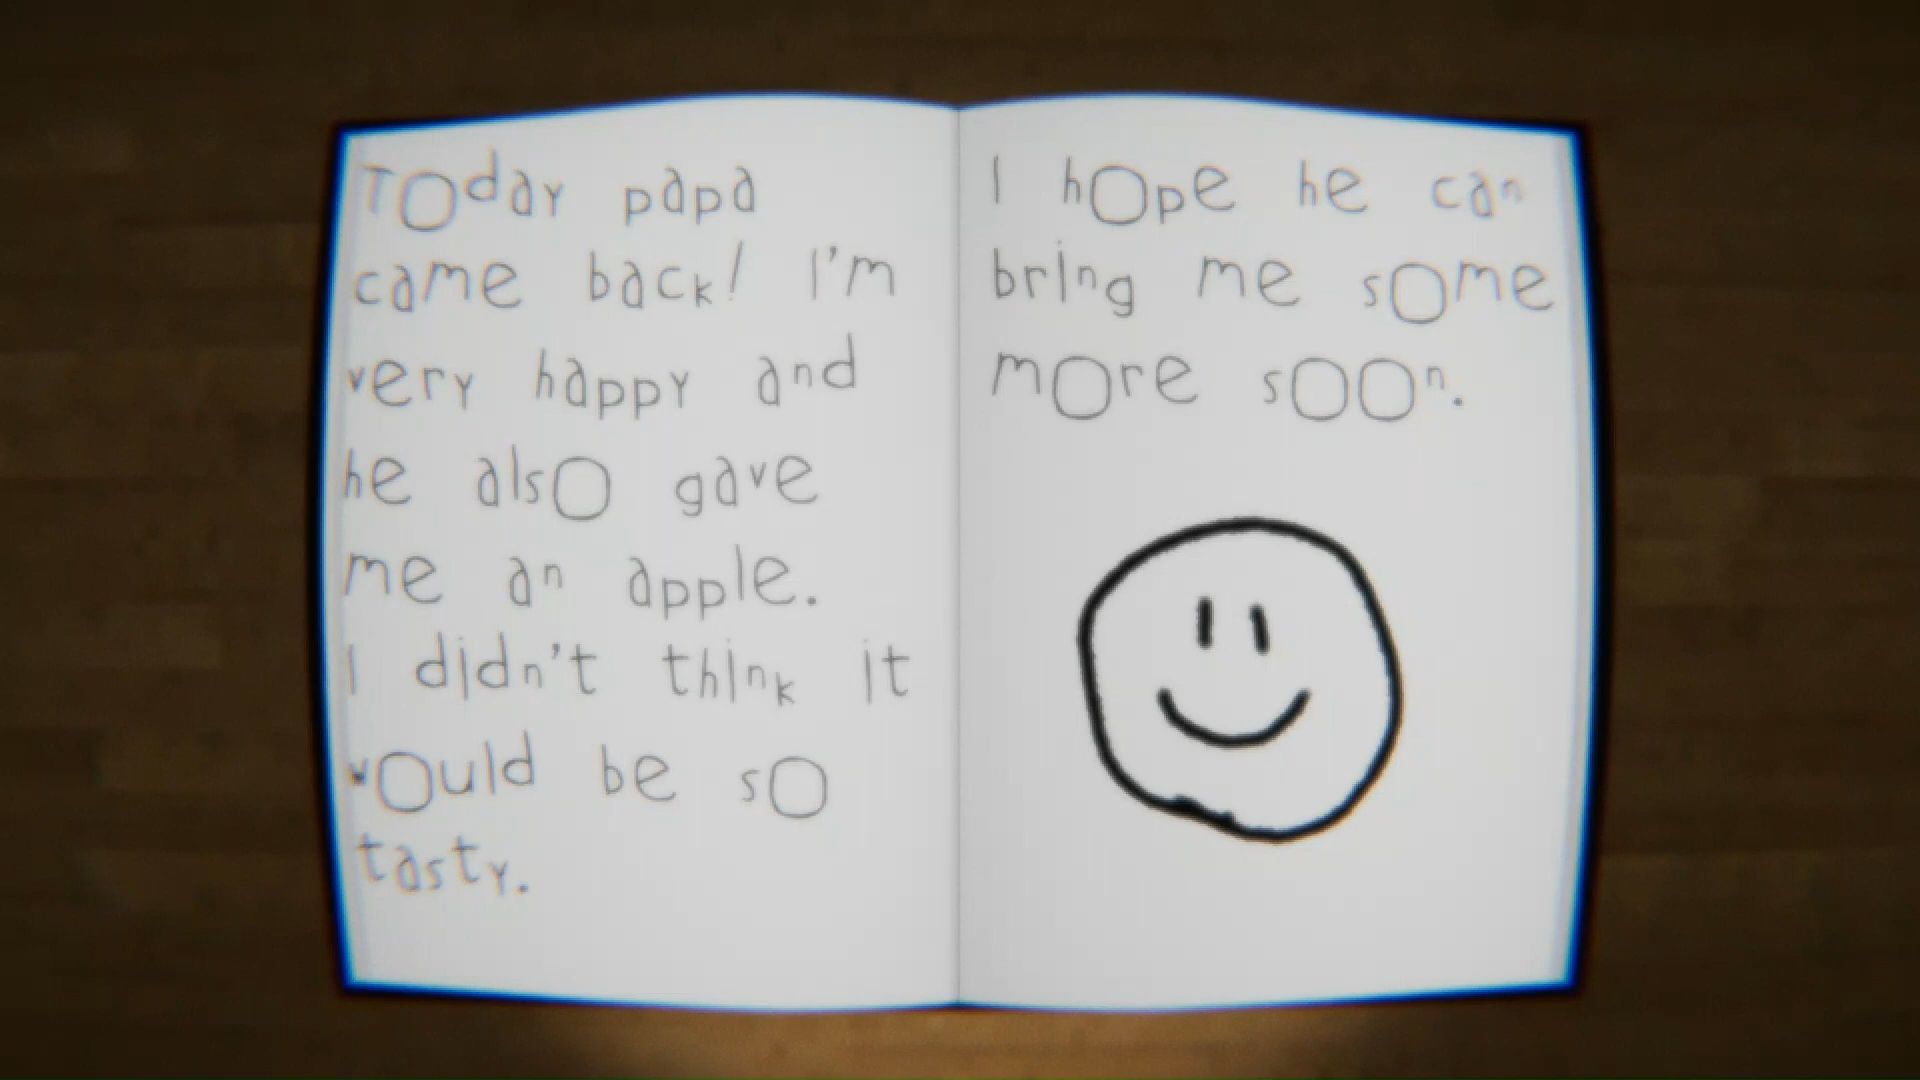 Today papa
came back! I'm
very happy and
he also gave
me an apple.
I didn't think it
would be so
tasty.
I hope he can
bring me some
more soon.